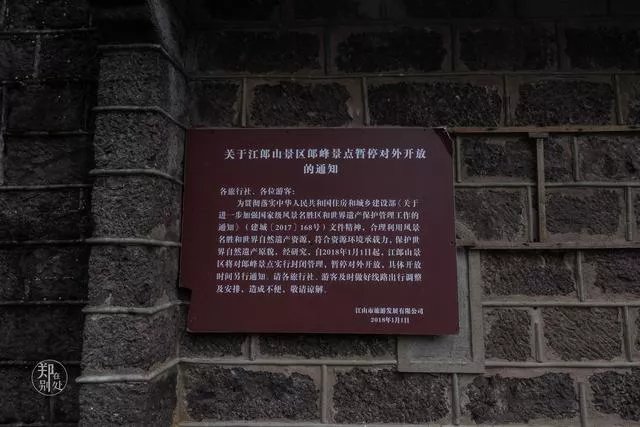 关于江郎山景区郎峰景点暂停对外开放
的通知
各旅行社、各位游客：
为贯彻落实中华人民共和国住房和城乡建设部《关于
进一步加强国家级风景名胜区和世界遗产保护管理工作的
通知》（建城〔2017〕168号）文件精神，合理利用风景
名胜和世界自然遗产资源，符合资源环境承载力，保护世
界自然遗产原貌，经研究，自2018年1月1日起，江郎山景
区将对郎峰景点实行封闭管理，暂停对外开放，具体开放
时间另行通知。请各旅行社、游客及时做好线路出行调整
及安排，造成不便，敬请谅解。
江山市旅游发展有限公司
2018年1月1日
郑在
别处